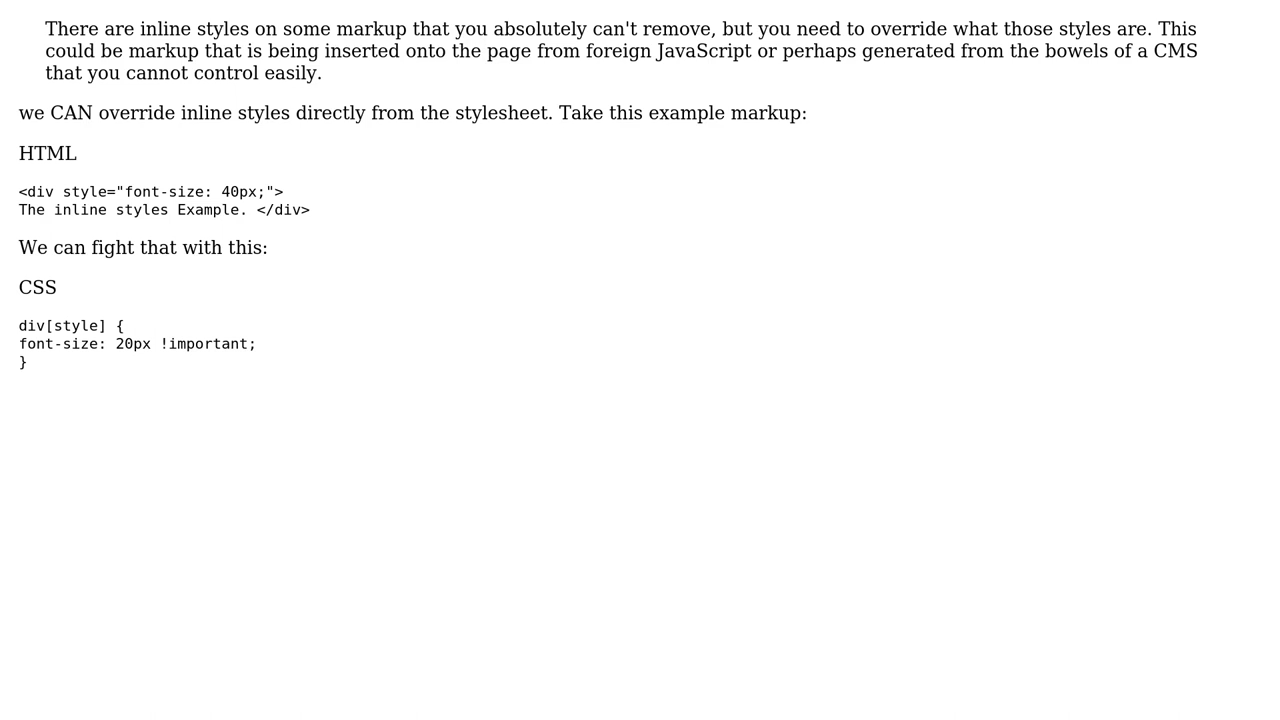 There are inline styles on some markup that you absolutely can't remove, but you need to override what those styles are. This
could be markup that is being inserted onto the page from foreign JavaScript or perhaps generated from the bowels of a CMS
that you cannot control easily.
we CAN override inline styles directly from the stylesheet. Take this example markup:
HTML
<div style="font-size: 40px;">
The inline styles Example. </div>
We can fight that with this:
CSS
div[style] {
font-size: 20px !important;
}